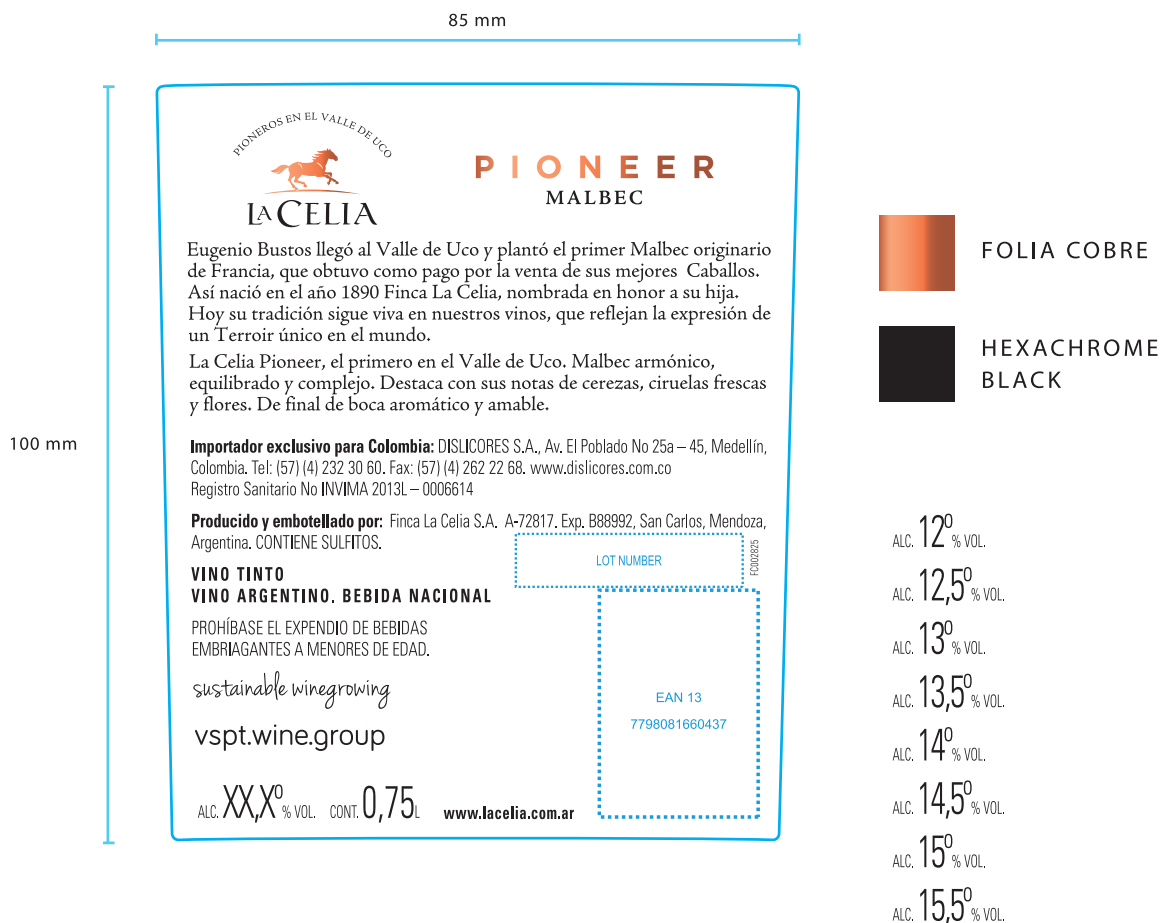 85 mm
100 mm
PIONEROS EN EL VALLE DE UCO
LA CELIA
PIONEER
MALBEC
Eugenio Bustos llegó al Valle de Uco y plantó el primer Malbec originario
de Francia, que obtuvo como pago por la venta de sus mejores Caballos.
Así nació en el año 1890 Finca La Celia, nombrada en honor a su hija.
Hoy su tradición sigue viva en nuestros vinos, que reflejan la expresión de
un Terroir único en el mundo.
La Celia Pioneer, el primero en el Valle de Uco. Malbec armónico,
equilibrado y complejo. Destaca con sus notas de cerezas, ciruelas frescas
y flores. De final de boca aromático y amable.
Importador exclusivo para Colombia: DISLICORES S.A., Av. El Poblado No 25a – 45, Medellín,
Colombia. Tel: (57) (4) 232 30 60. Fax: (57) (4) 262 22 68. www.dislicores.com.co
Registro Sanitario No INVIMA 2013L – 0006614
Producido y embotellado por: Finca La Celia S.A. A-72817. Exp. B88992, San Carlos, Mendoza,
Argentina. CONTIENE SULFITOS.
LOT NUMBER
FC002825
VINO TINTO
VINO ARGENTINO. BEBIDA NACIONAL
PROHÍBASE EL EXPENDIO DE BEBIDAS
EMBRIAGANTES A MENORES DE EDAD.
sustainable winegrowing
vspt.wine.group
EAN 13
7798081660437
ALC. XX,X⁰ % VOL. CONT. 0,75L www.lacelia.com.ar
FOLIA COBRE
HEXACHROME
BLACK
ALC. 12⁰ % VOL.
ALC. 12,5⁰ % VOL.
ALC. 13⁰ % VOL.
ALC. 13,5⁰ % VOL.
ALC. 14⁰ % VOL.
ALC. 14,5⁰ % VOL.
ALC. 15⁰ % VOL.
ALC. 15,5⁰ % VOL.